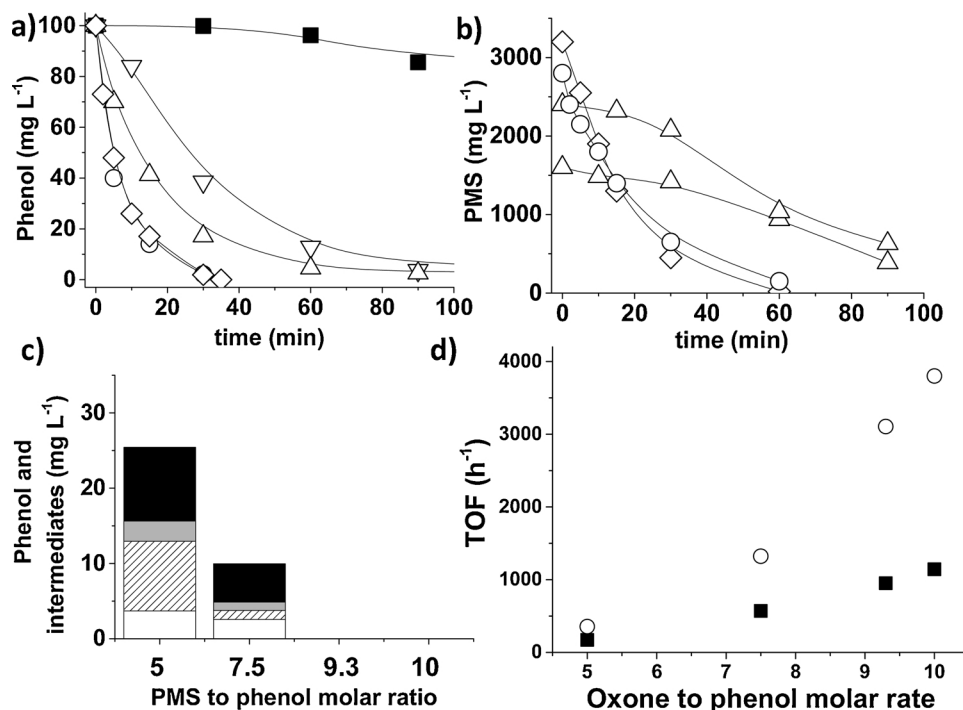 a)
Phenol (mg L⁻¹)
100
80
60
40
20
0
0 20 40 60 80 100
time (min)
b)
PMS (mg L⁻¹)
3000
2000
1000
0
0 20 40 60 80 100
time (min)
c)
Phenol and
intermediates (mg L⁻¹)
30
20
10
0
5 7.5 9.3 10
PMS to phenol molar ratio
d)
TOF (h⁻¹)
4000
3000
2000
1000
0
5 6 7 8 9 10
Oxone to phenol molar rate